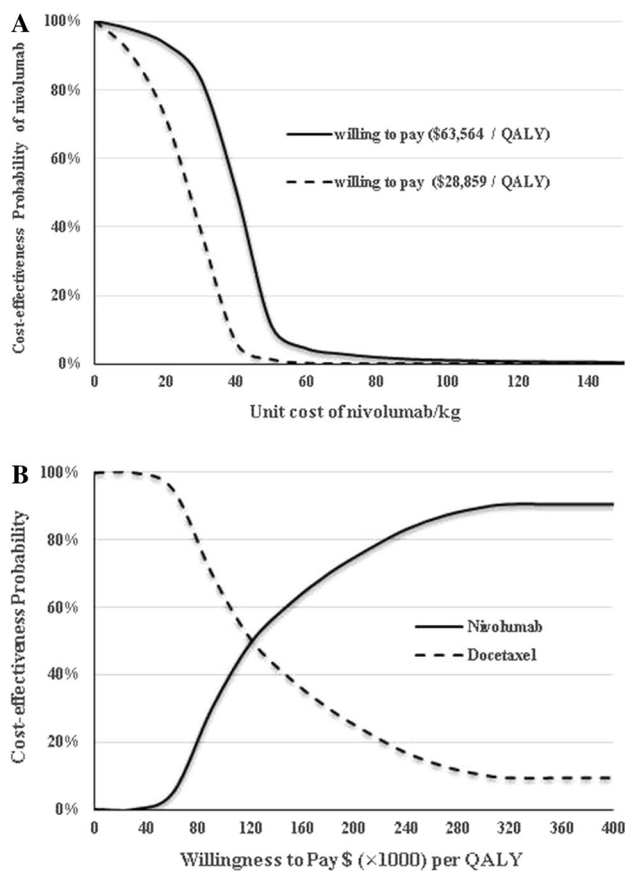 A
Cost-effectiveness Probability of nivolumab
100%
80%
60%
40%
20%
0%
willing to pay ($63,564 / QALY)
willing to pay ($28,859 / QALY)
0 20 40 60 80 100 120 140
Unit cost of nivolumab/kg
B
Cost-effectiveness Probability
100%
80%
60%
40%
20%
0%
Nivolumab
Docetaxel
0 40 80 120 160 200 240 280 320 360 400
Willingness to Pay $ (×1000) per QALY